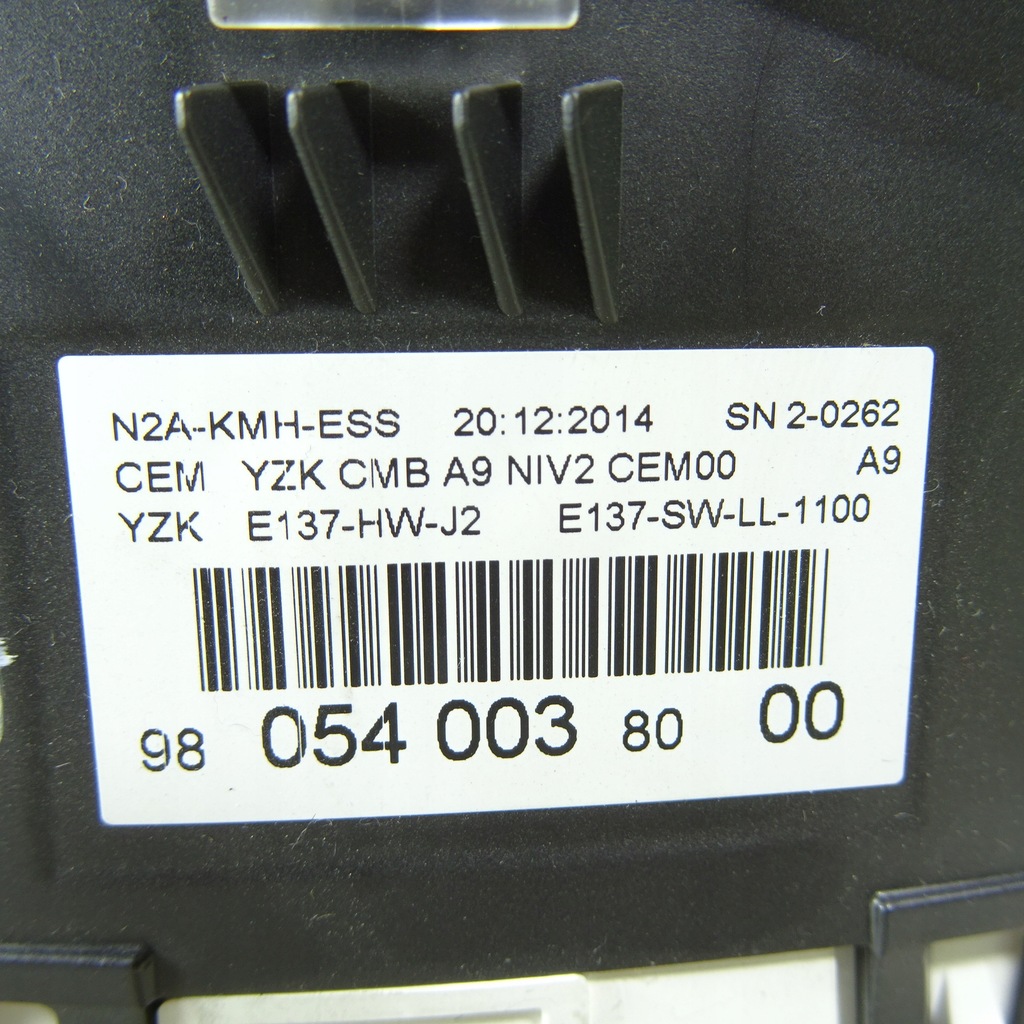 N2A-KMH-ESS 20:12:2014 SN 2-0262
CEM YZK CMB A9 NIV2 CEM00 A9
YZK E137-HW-J2 E137-SW-LL-1100
98 054 003 80 00